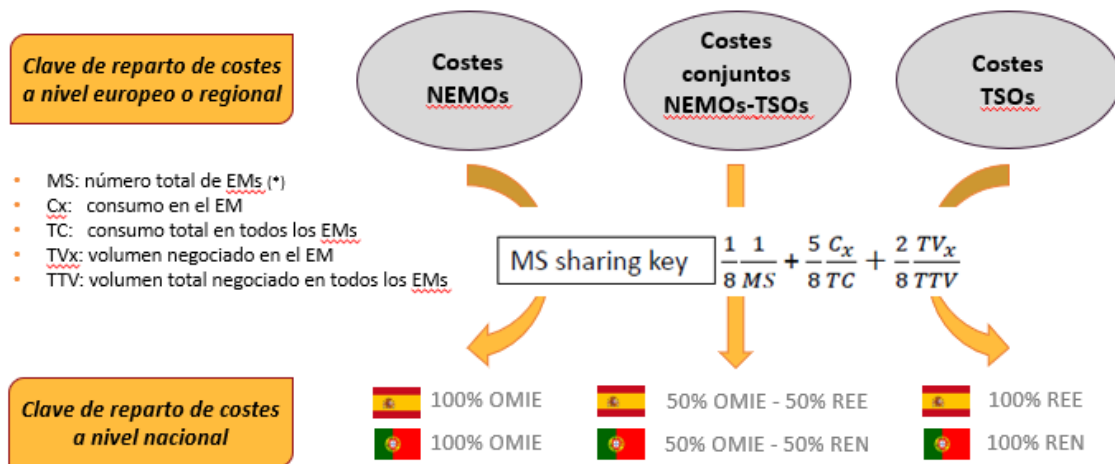 Clave de reparto de costes
a nivel europeo o regional
Costes
NEMOs
Costes
conjuntos
NEMOs-TSOs
Costes
TSOs
• MS: número total de EMs (*)
• Cx: consumo en el EM
• TC: consumo total en todos los EMs
• TVx: volumen negociado en el EM
• TTV: volumen total negociado en todos los EMs
MS sharing key 1/8 1/MS + 5/8 C_x/TC + 2/8 TV_x/TTV
Clave de reparto de costes
a nivel nacional
100% OMIE
50% OMIE - 50% REE
100% REE
100% OMIE
50% OMIE - 50% REN
100% REN